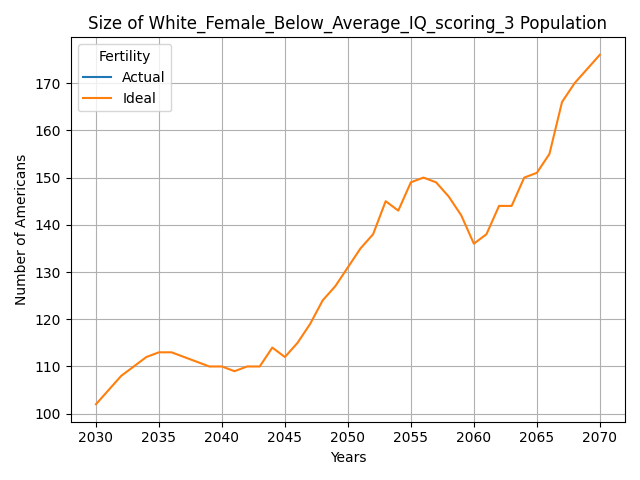 Size of White_Female_Below_Average_IQ_scoring_3 Population
Fertility
Actual
Ideal
Number of Americans
170
160
150
140
130
120
110
100
2030 2035 2040 2045 2050 2055 2060 2065 2070
Years